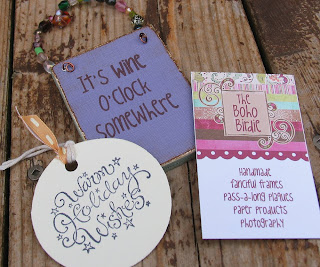 It's wine
o'clock
somewhere
The
Boho
Birdie
Handmade
fanciful frames
pass-a-long plaques
paper products
photography
Warm
Holiday
Wishes